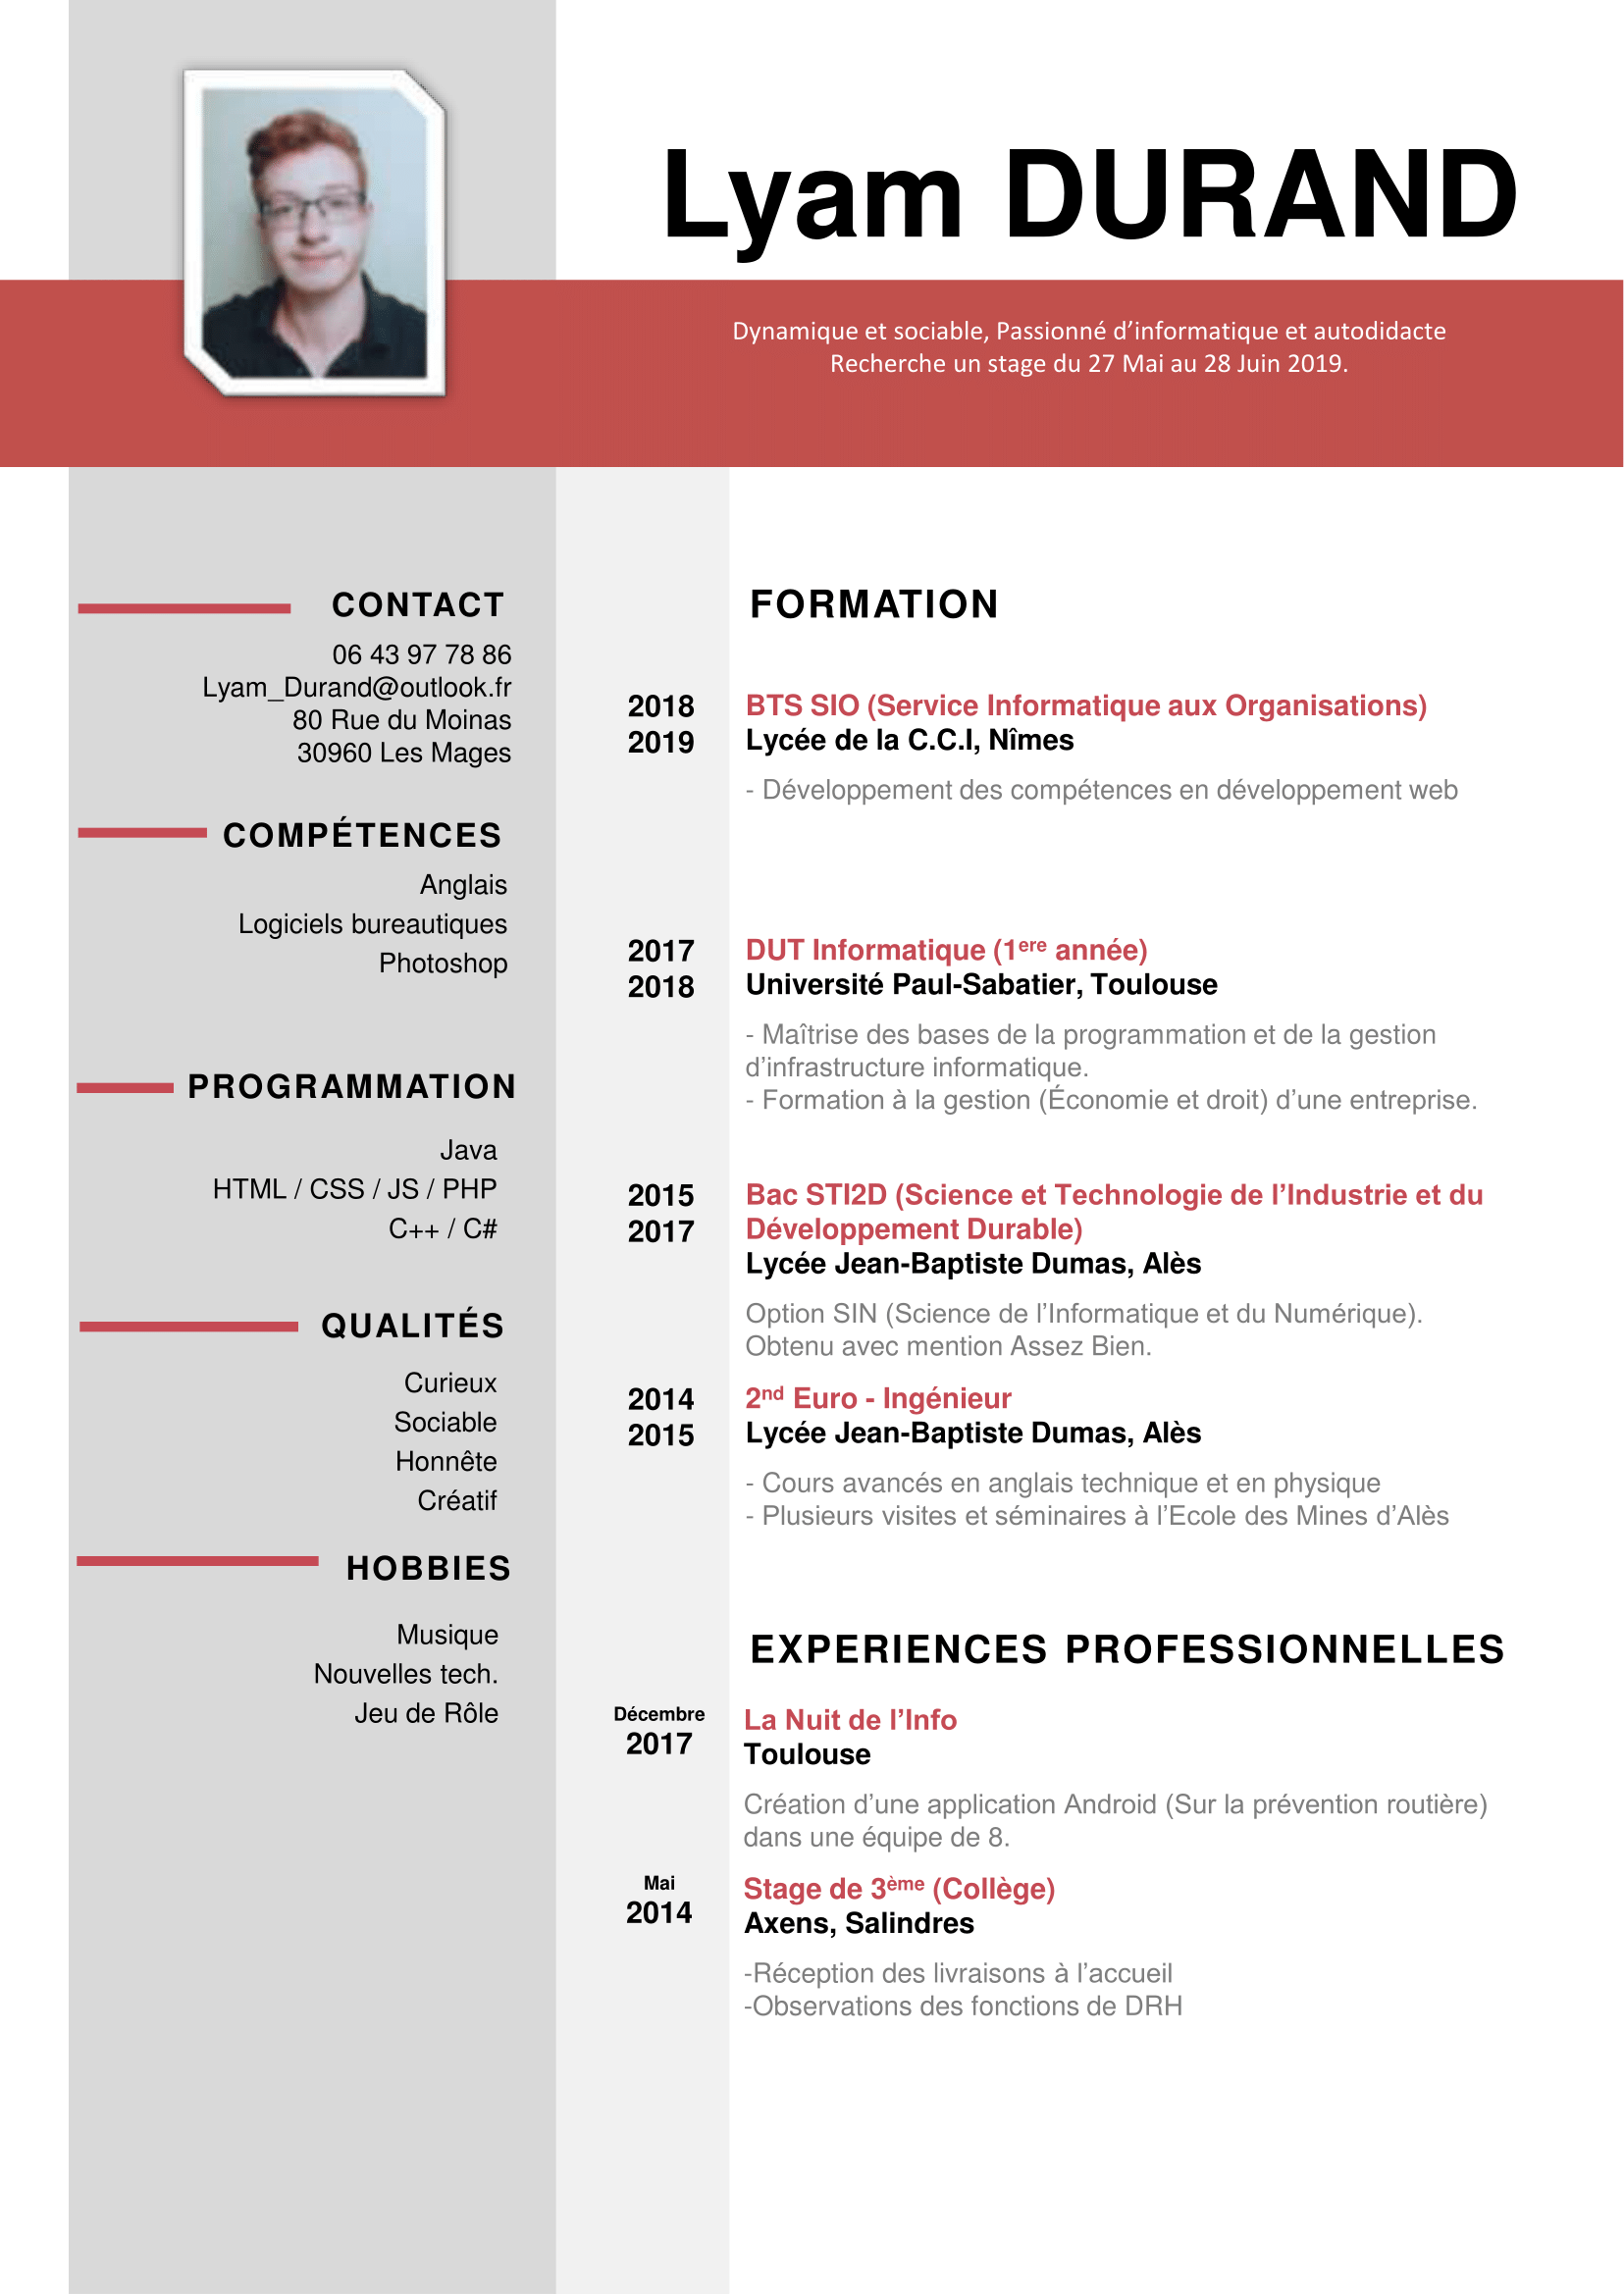 Lyam DURAND
Dynamique et sociable, Passionné d’informatique et autodidacte
Recherche un stage du 27 Mai au 28 Juin 2019.
CONTACT
06 43 97 78 86
Lyam_Durand@outlook.fr
80 Rue du Moinas
30960 Les Mages
COMPÉTENCES
Anglais
Logiciels bureautiques
Photoshop
PROGRAMMATION
Java
HTML / CSS / JS / PHP
C++ / C#
QUALITÉS
Curieux
Sociable
Honnête
Créatif
HOBBIES
Musique
Nouvelles tech.
Jeu de Rôle
FORMATION
2018 BTS SIO (Service Informatique aux Organisations)
2019 Lycée de la C.C.I, Nîmes
- Développement des compétences en développement web
2017 DUT Informatique (1ere année)
2018 Université Paul-Sabatier, Toulouse
- Maîtrise des bases de la programmation et de la gestion
d’infrastructure informatique.
- Formation à la gestion (Économie et droit) d’une entreprise.
2015 Bac STI2D (Science et Technologie de l’Industrie et du
2017 Développement Durable)
Lycée Jean-Baptiste Dumas, Alès
Option SIN (Science de l’Informatique et du Numérique).
Obtenu avec mention Assez Bien.
2014 2nd Euro - Ingénieur
2015 Lycée Jean-Baptiste Dumas, Alès
- Cours avancés en anglais technique et en physique
- Plusieurs visites et séminaires à l’Ecole des Mines d’Alès
EXPERIENCES PROFESSIONNELLES
Décembre La Nuit de l’Info
2017 Toulouse
Création d’une application Android (Sur la prévention routière)
dans une équipe de 8.
Mai Stage de 3ème (Collège)
2014 Axens, Salindres
-Réception des livraisons à l’accueil
-Observations des fonctions de DRH